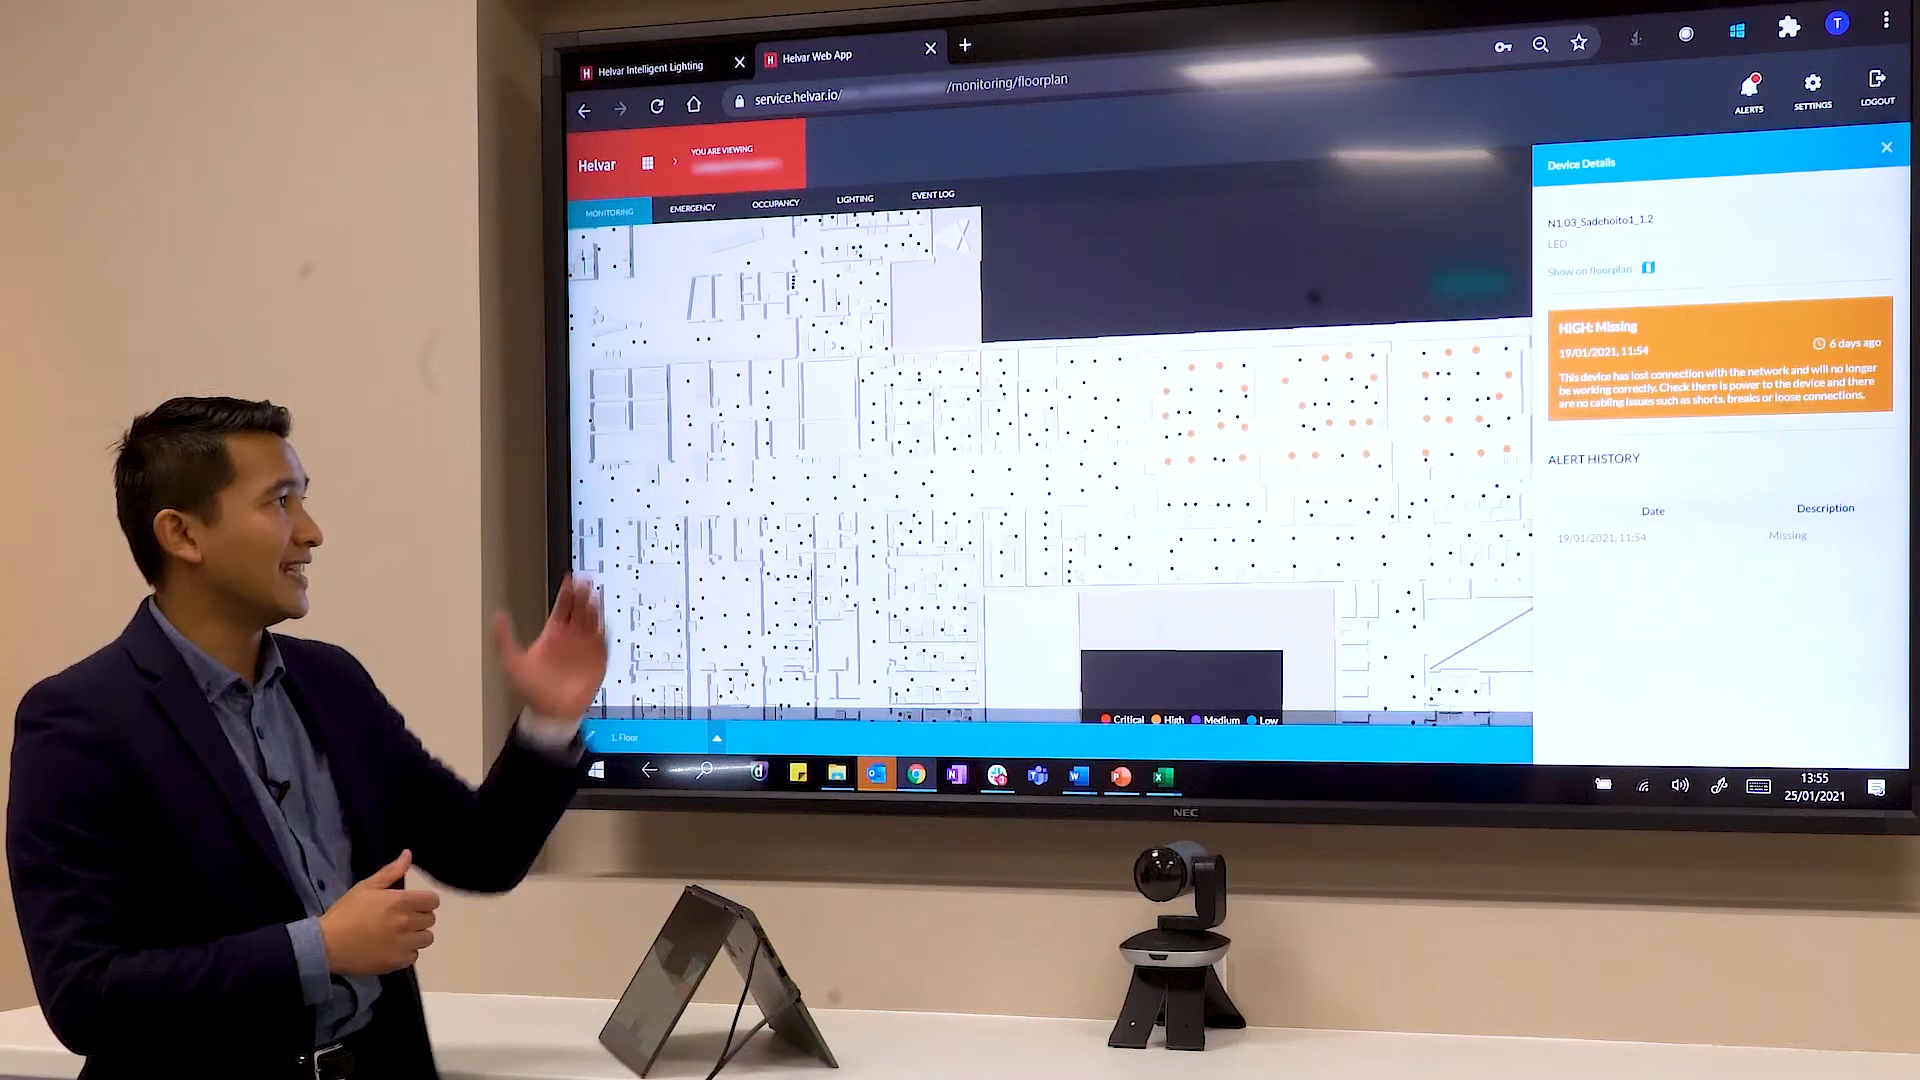 Helvar Intelligent Lighting
Helvar Web App
service.helvar.io/
/monitoring/floorplan
T
ALERTS
SETTINGS
LOGOUT
Helvar
YOU ARE VIEWING
MONITORING
EMERGENCY
OCCUPANCY
LIGHTING
EVENT LOG
Device Details
N1.03_Sadehoito1_1.2
LED
Show on floorplan
HIGH: Missing
19/01/2021, 11:54
6 days ago
This device has lost connection with the network and will no longer
be working correctly. Check there is power to the device and there
are no cabling issues such as shorts, breaks or loose connections.
ALERT HISTORY
Date
Description
19/01/2021, 11:54
Missing
Critical
High
Medium
Low
1. Floor
13:55
25/01/2021
NEC